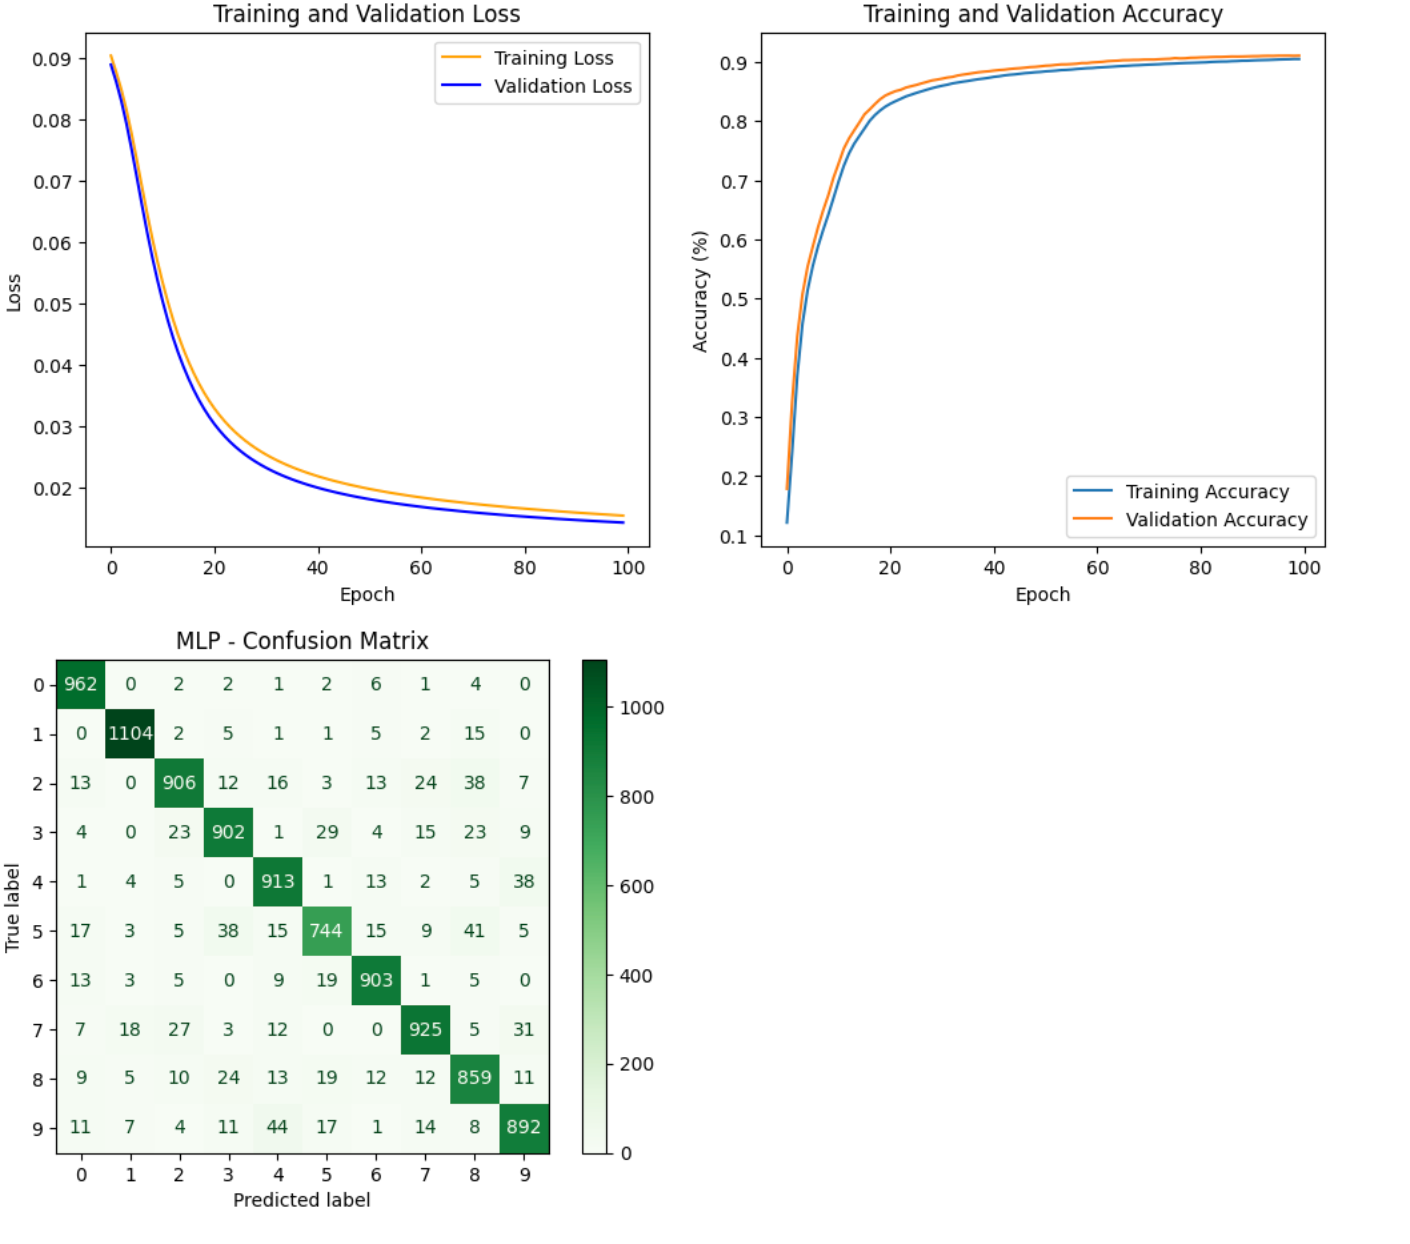 Training and Validation Loss
0.09
0.08
0.07
0.06
0.05
0.04
0.03
0.02
Loss
Training Loss
Validation Loss
0 20 40 60 80 100
Epoch
Training and Validation Accuracy
0.9
0.8
0.7
0.6
0.5
0.4
0.3
0.2
0.1
Accuracy (%)
Training Accuracy
Validation Accuracy
0 20 40 60 80 100
Epoch
MLP - Confusion Matrix
True label
0 962 0 2 2 1 2 6 1 4 0
1 0 1104 2 5 1 1 5 2 15 0
2 13 0 906 12 16 3 13 24 38 7
3 4 0 23 902 1 29 4 15 23 9
4 1 4 5 0 913 1 13 2 5 38
5 17 3 5 38 15 744 15 9 41 5
6 13 3 5 0 9 19 903 1 5 0
7 7 18 27 3 12 0 0 925 5 31
8 9 5 10 24 13 19 12 12 859 11
9 11 7 4 11 44 17 1 14 8 892
0 1 2 3 4 5 6 7 8 9
Predicted label
1000
800
600
400
200
0